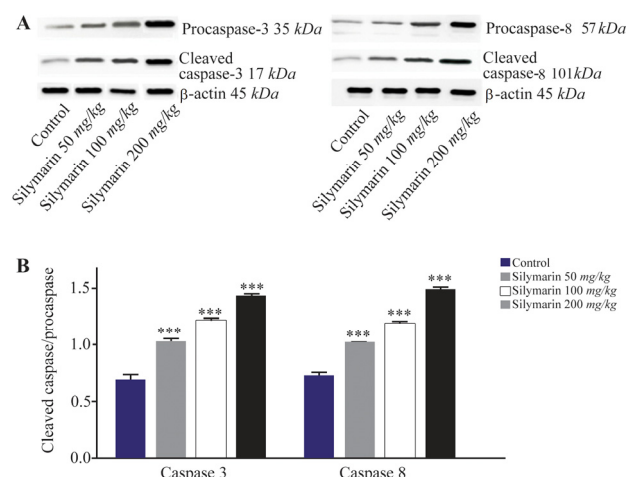 A
Procaspase-3 35 kDa
Cleaved
caspase-3 17 kDa
β-actin 45 kDa
Control
Silymarin 50 mg/kg
Silymarin 100 mg/kg
Silymarin 200 mg/kg
Procaspase-8 57 kDa
Cleaved
caspase-8 101kDa
β-actin 45 kDa
Control
Silymarin 50 mg/kg
Silymarin 100 mg/kg
Silymarin 200 mg/kg
B
Cleaved caspase/procaspase
1.5
1.0
0.5
0.0
***
***
***
***
***
***
Caspase 3
Caspase 8
Control
Silymarin 50 mg/kg
Silymarin 100 mg/kg
Silymarin 200 mg/kg